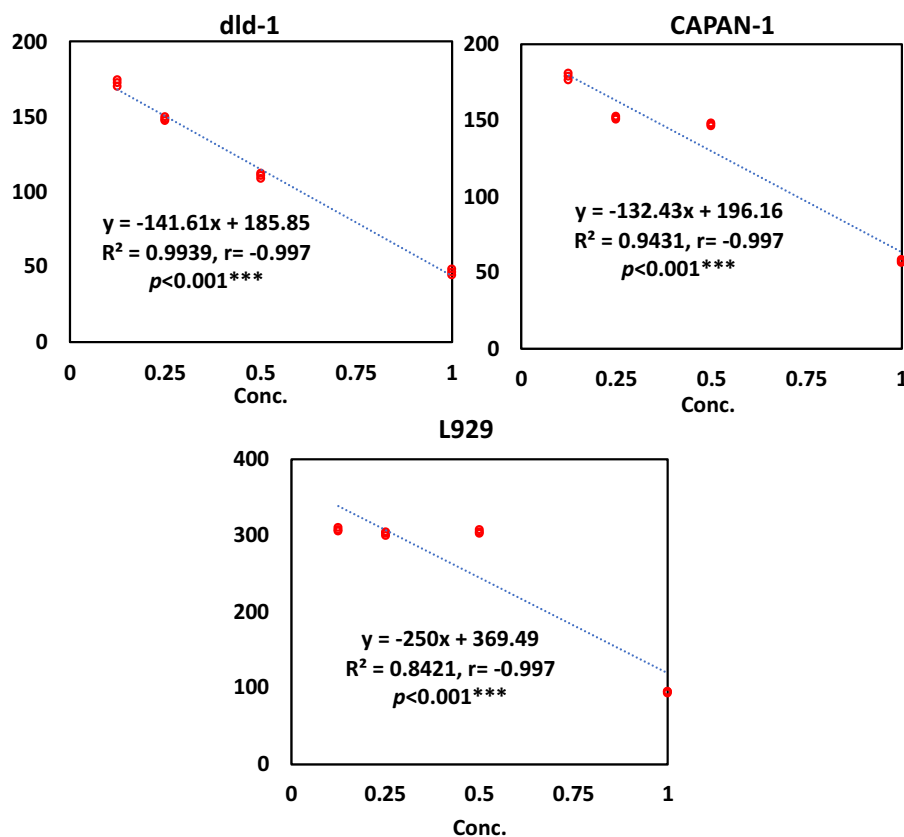 dld-1
200
150
100
50
0
y = -141.61x + 185.85
R² = 0.9939, r= -0.997
p<0.001***
0 0.25 0.5 0.75 1
Conc.
CAPAN-1
200
150
100
50
0
y = -132.43x + 196.16
R² = 0.9431, r= -0.997
p<0.001***
0 0.25 0.5 0.75 1
Conc.
L929
400
300
200
100
0
y = -250x + 369.49
R² = 0.8421, r= -0.997
p<0.001***
0 0.25 0.5 0.75 1
Conc.